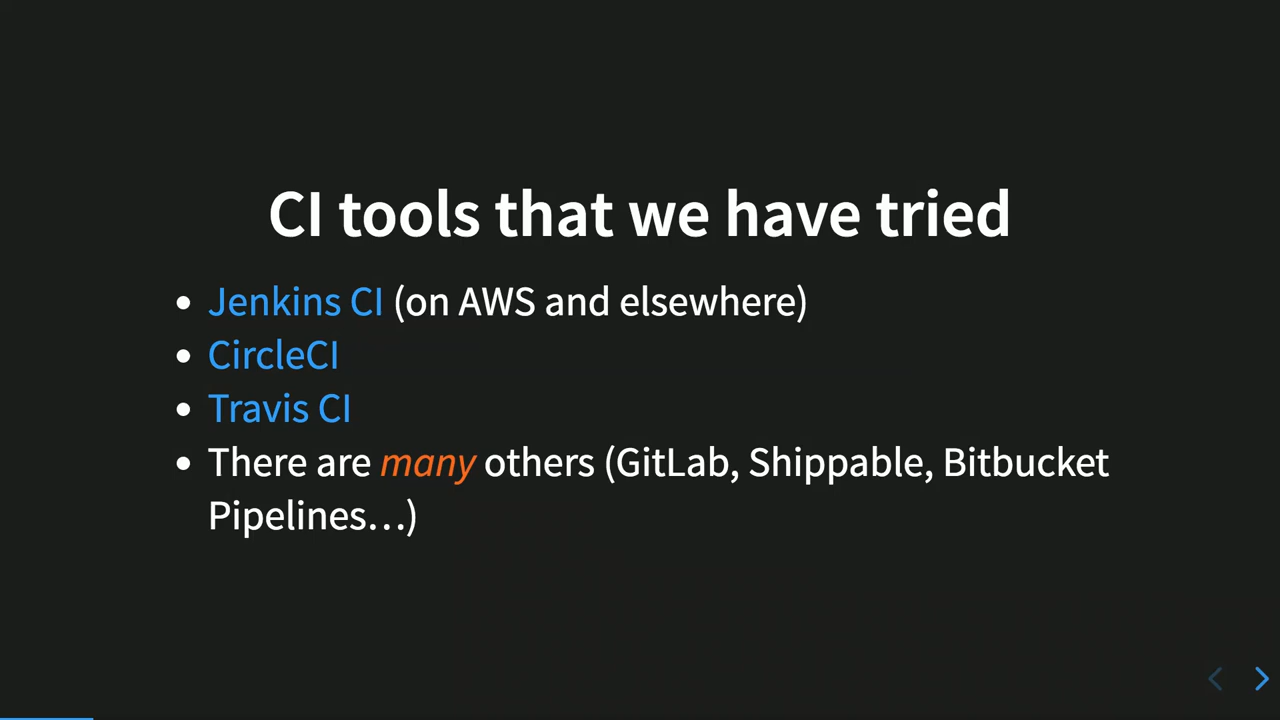 CI tools that we have tried
• Jenkins CI (on AWS and elsewhere)
• CircleCI
• Travis CI
• There are many others (GitLab, Shippable, Bitbucket
Pipelines…)